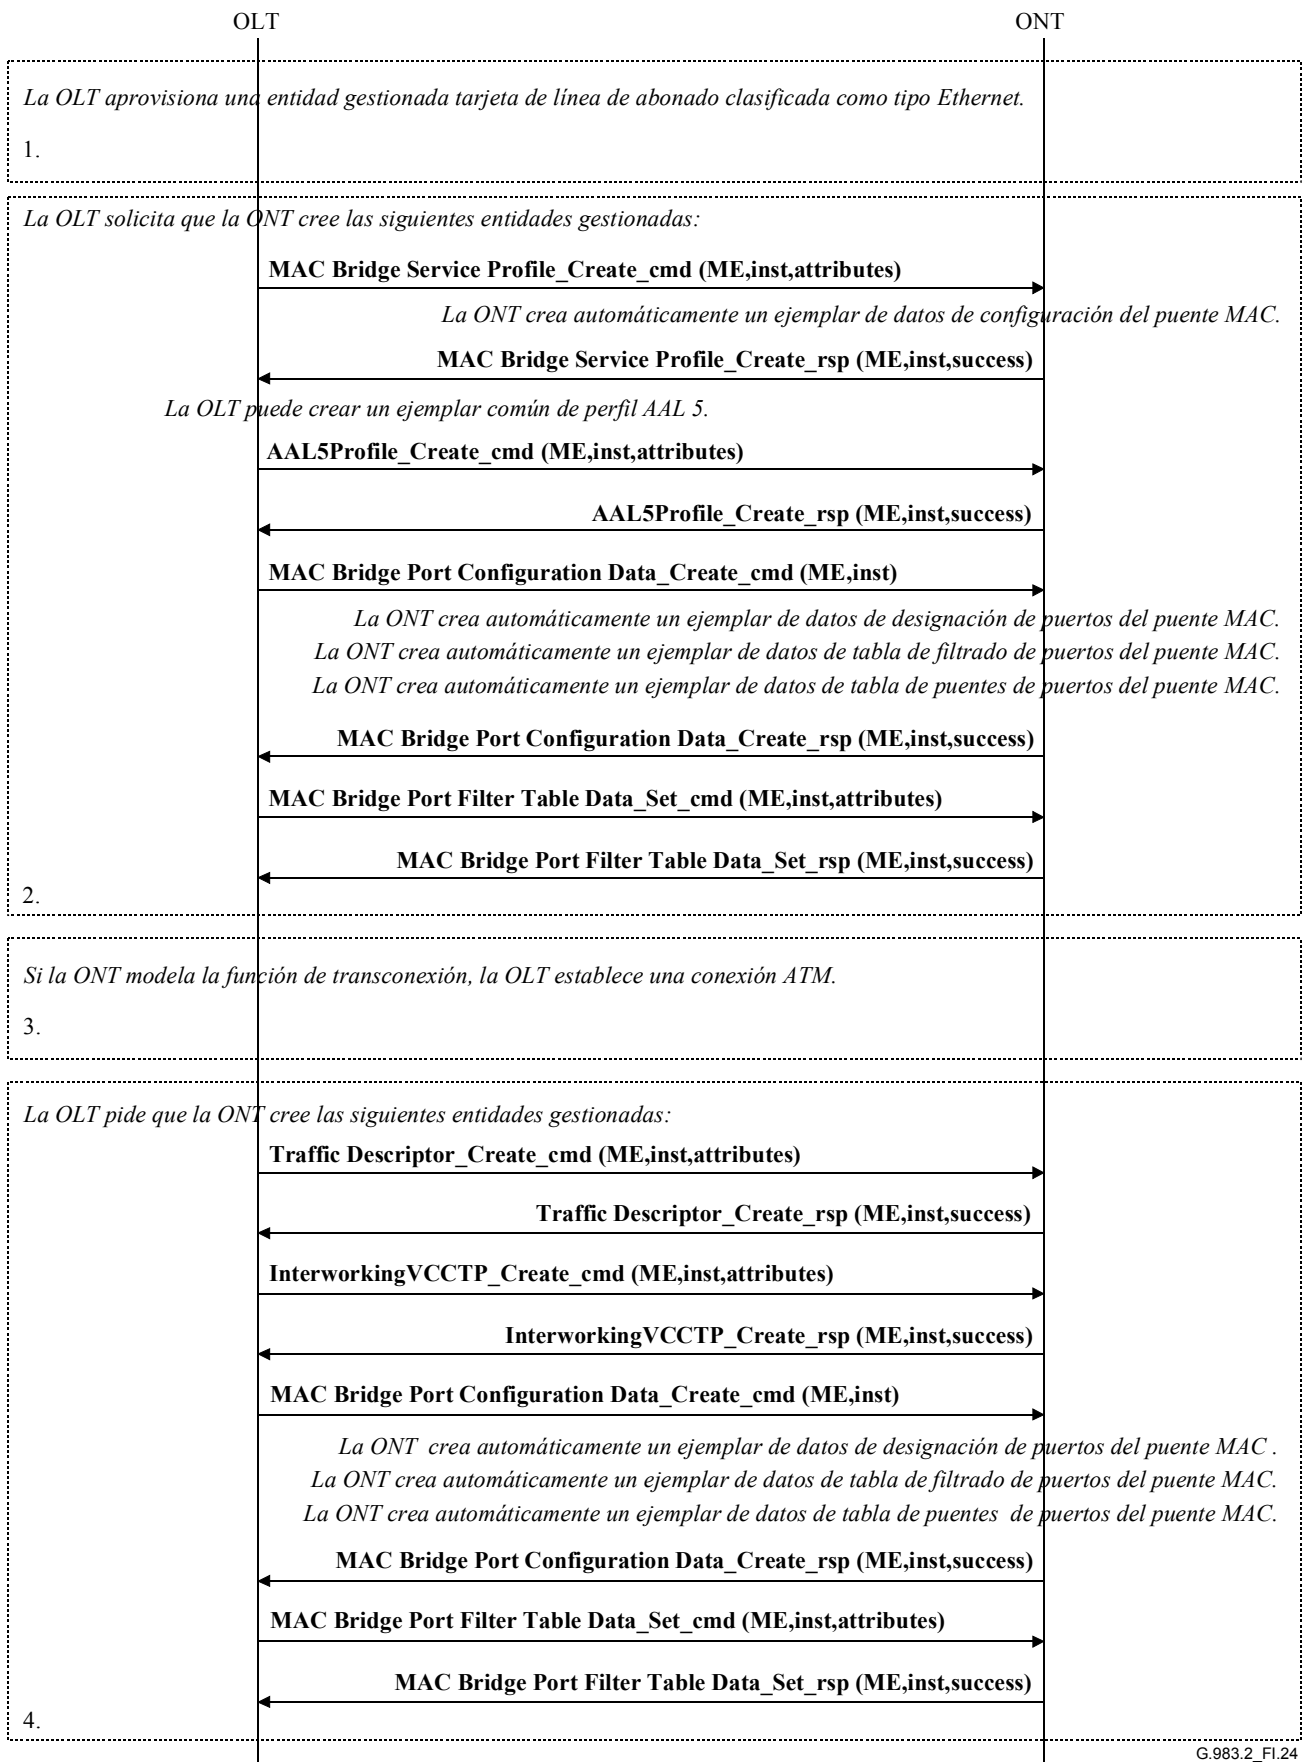 OLT ONT
La OLT aprovisiona una entidad gestionada tarjeta de línea de abonado clasificada como tipo Ethernet.
1.
La OLT solicita que la ONT cree las siguientes entidades gestionadas:
MAC Bridge Service Profile_Create_cmd (ME,inst,attributes)
La ONT crea automáticamente un ejemplar de datos de configuración del puente MAC.
MAC Bridge Service Profile_Create_rsp (ME,inst,success)
La OLT puede crear un ejemplar común de perfil AAL 5.
AAL5Profile_Create_cmd (ME,inst,attributes)
AAL5Profile_Create_rsp (ME,inst,success)
MAC Bridge Port Configuration Data_Create_cmd (ME,inst)
La ONT crea automáticamente un ejemplar de datos de designación de puertos del puente MAC.
La ONT crea automáticamente un ejemplar de datos de tabla de filtrado de puertos del puente MAC.
La ONT crea automáticamente un ejemplar de datos de tabla de puentes de puertos del puente MAC.
MAC Bridge Port Configuration Data_Create_rsp (ME,inst,success)
MAC Bridge Port Filter Table Data_Set_cmd (ME,inst,attributes)
MAC Bridge Port Filter Table Data_Set_rsp (ME,inst,success)
2.
Si la ONT modela la función de transconexión, la OLT establece una conexión ATM.
3.
La OLT pide que la ONT cree las siguientes entidades gestionadas:
Traffic Descriptor_Create_cmd (ME,inst,attributes)
Traffic Descriptor_Create_rsp (ME,inst,success)
InterworkingVCCTP_Create_cmd (ME,inst,attributes)
InterworkingVCCTP_Create_rsp (ME,inst,success)
MAC Bridge Port Configuration Data_Create_cmd (ME,inst)
La ONT  crea automáticamente un ejemplar de datos de designación de puertos del puente MAC .
La ONT crea automáticamente un ejemplar de datos de tabla de filtrado de puertos del puente MAC.
La ONT crea automáticamente un ejemplar de datos de tabla de puentes  de puertos del puente MAC.
MAC Bridge Port Configuration Data_Create_rsp (ME,inst,success)
MAC Bridge Port Filter Table Data_Set_cmd (ME,inst,attributes)
MAC Bridge Port Filter Table Data_Set_rsp (ME,inst,success)
4.
G.983.2_FI.24